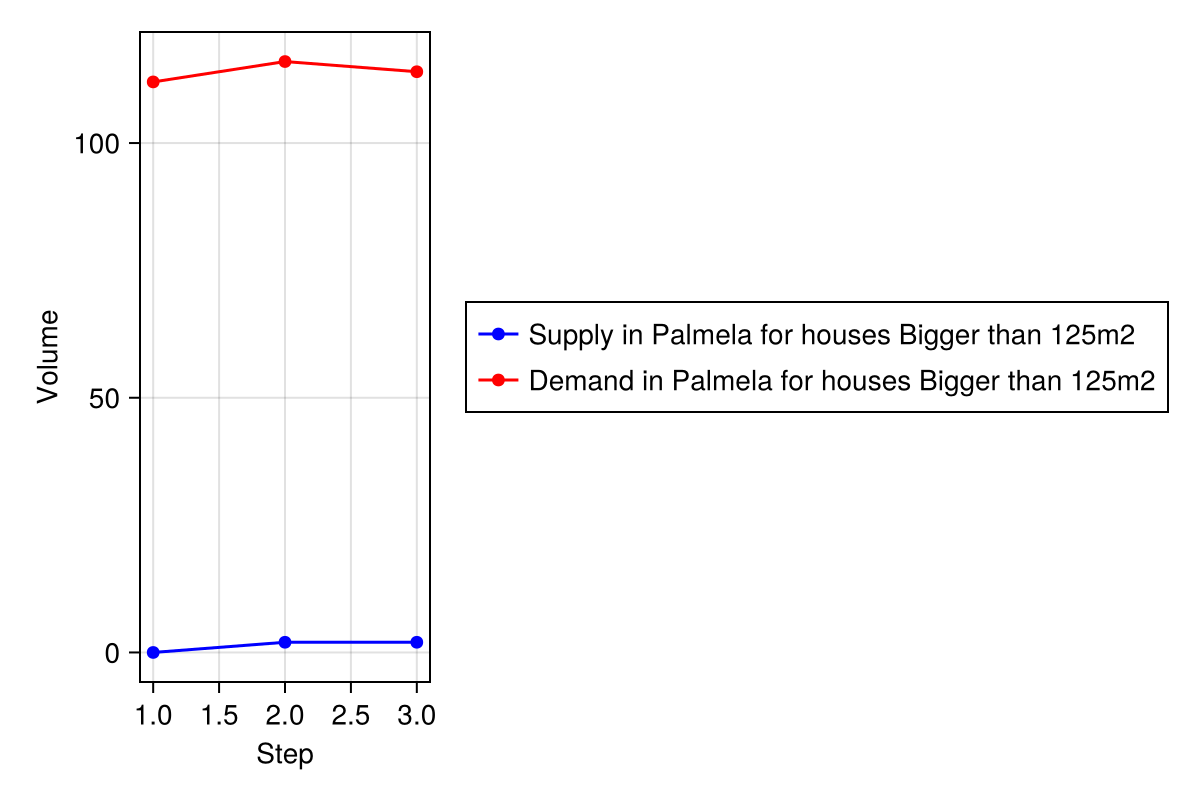 Volume
100
50
0
1.0 1.5 2.0 2.5 3.0
Step
Supply in Palmela for houses Bigger than 125m2
Demand in Palmela for houses Bigger than 125m2